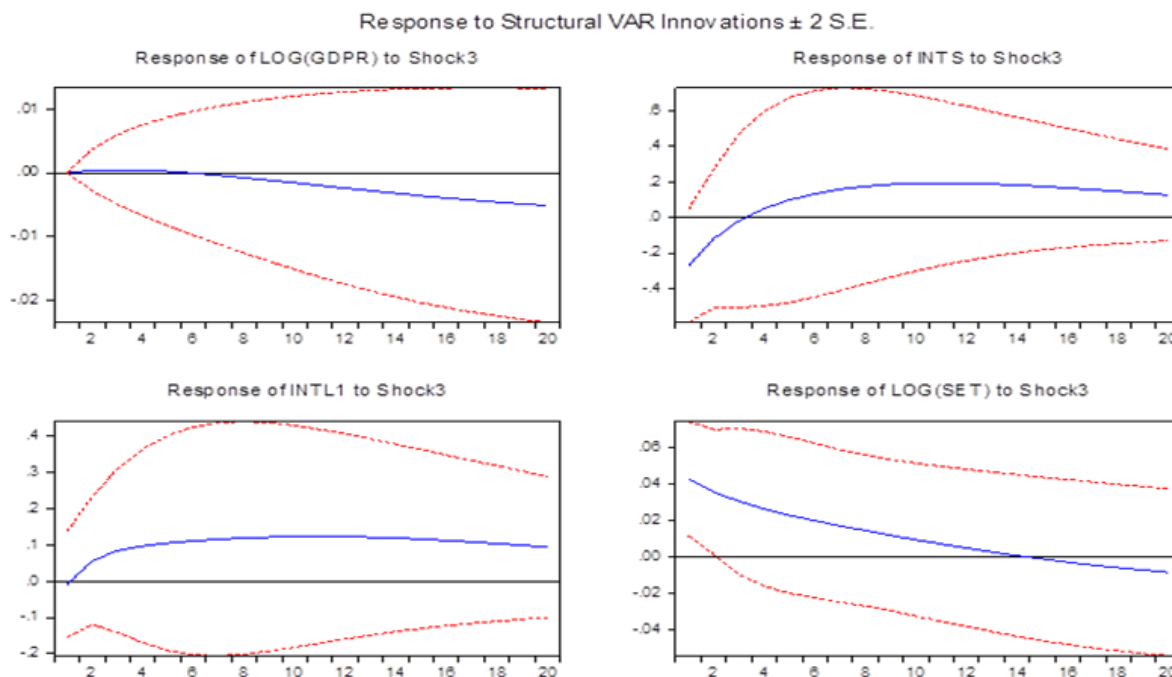 Response to Structural VAR Innovations ± 2 S.E.
Response of LOG(GDPR) to Shock3
.01
.00
-.01
-.02
2 4 6 8 10 12 14 16 18 20
Response of INTS to Shock3
.6
.4
.2
.0
-.2
-.4
2 4 6 8 10 12 14 16 18 20
Response of INTL1 to Shock3
.4
.3
.2
.1
.0
-.1
-.2
2 4 6 8 10 12 14 16 18 20
Response of LOG(SET) to Shock3
.06
.04
.02
.00
-.02
-.04
2 4 6 8 10 12 14 16 18 20